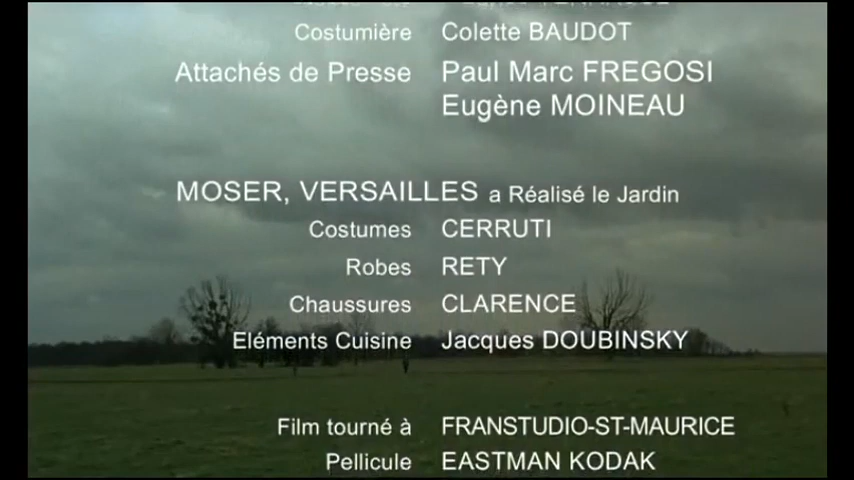 Costumière Colette BAUDOT
Attachés de Presse Paul Marc FREGOSI
Eugène MOINEAU
MOSER, VERSAILLES a Réalisé le Jardin
Costumes CERRUTI
Robes RETY
Chaussures CLARENCE
Eléments Cuisine Jacques DOUBINSKY
Film tourné à FRANSTUDIO-ST-MAURICE
Pellicule EASTMAN KODAK